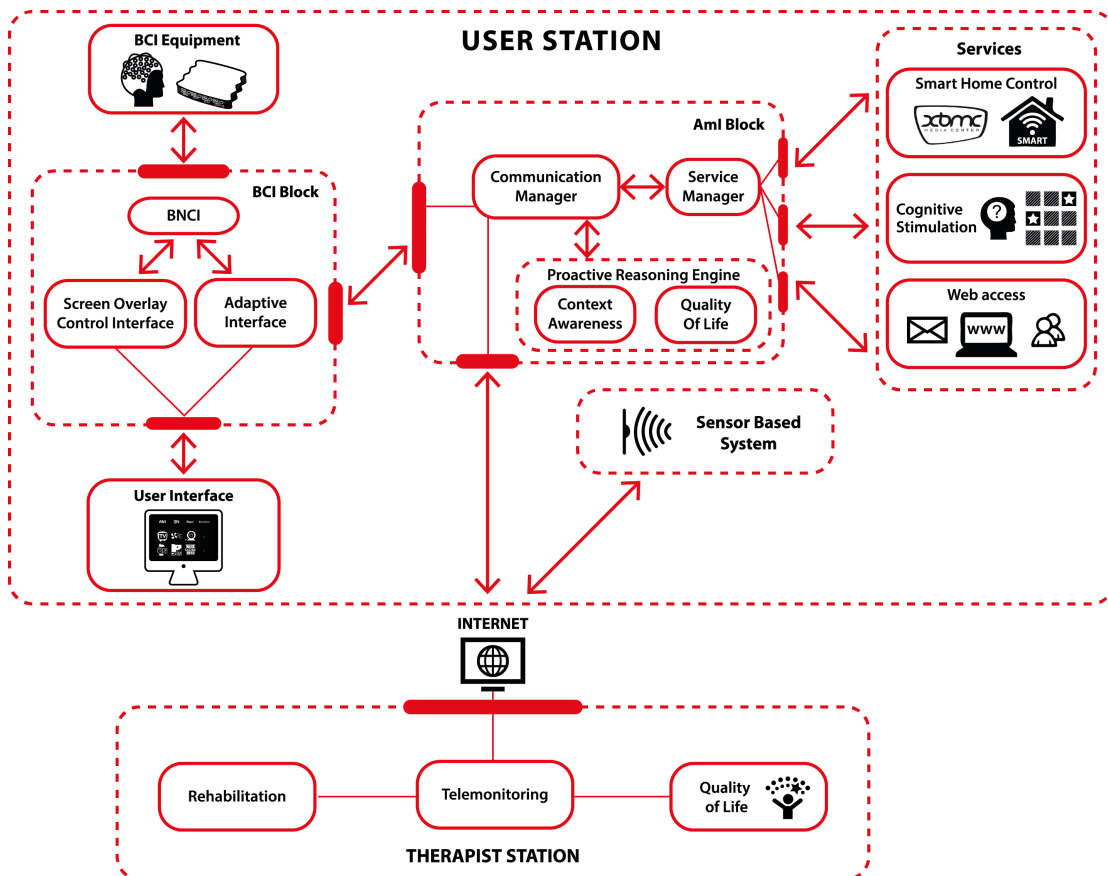 USER STATION
BCI Equipment
BCI Block
BNCI
Screen Overlay
Control Interface
Adaptive
Interface
User Interface
TV
AmI Block
Communication
Manager
Service
Manager
Proactive Reasoning Engine
Context
Awareness
Quality
Of Life
Sensor Based
System
Services
Smart Home Control
xbmc
MEDIA CENTER
SMART
Cognitive
Stimulation
?
Web access
www
INTERNET
Rehabilitation
Telemonitoring
Quality
of Life
THERAPIST STATION